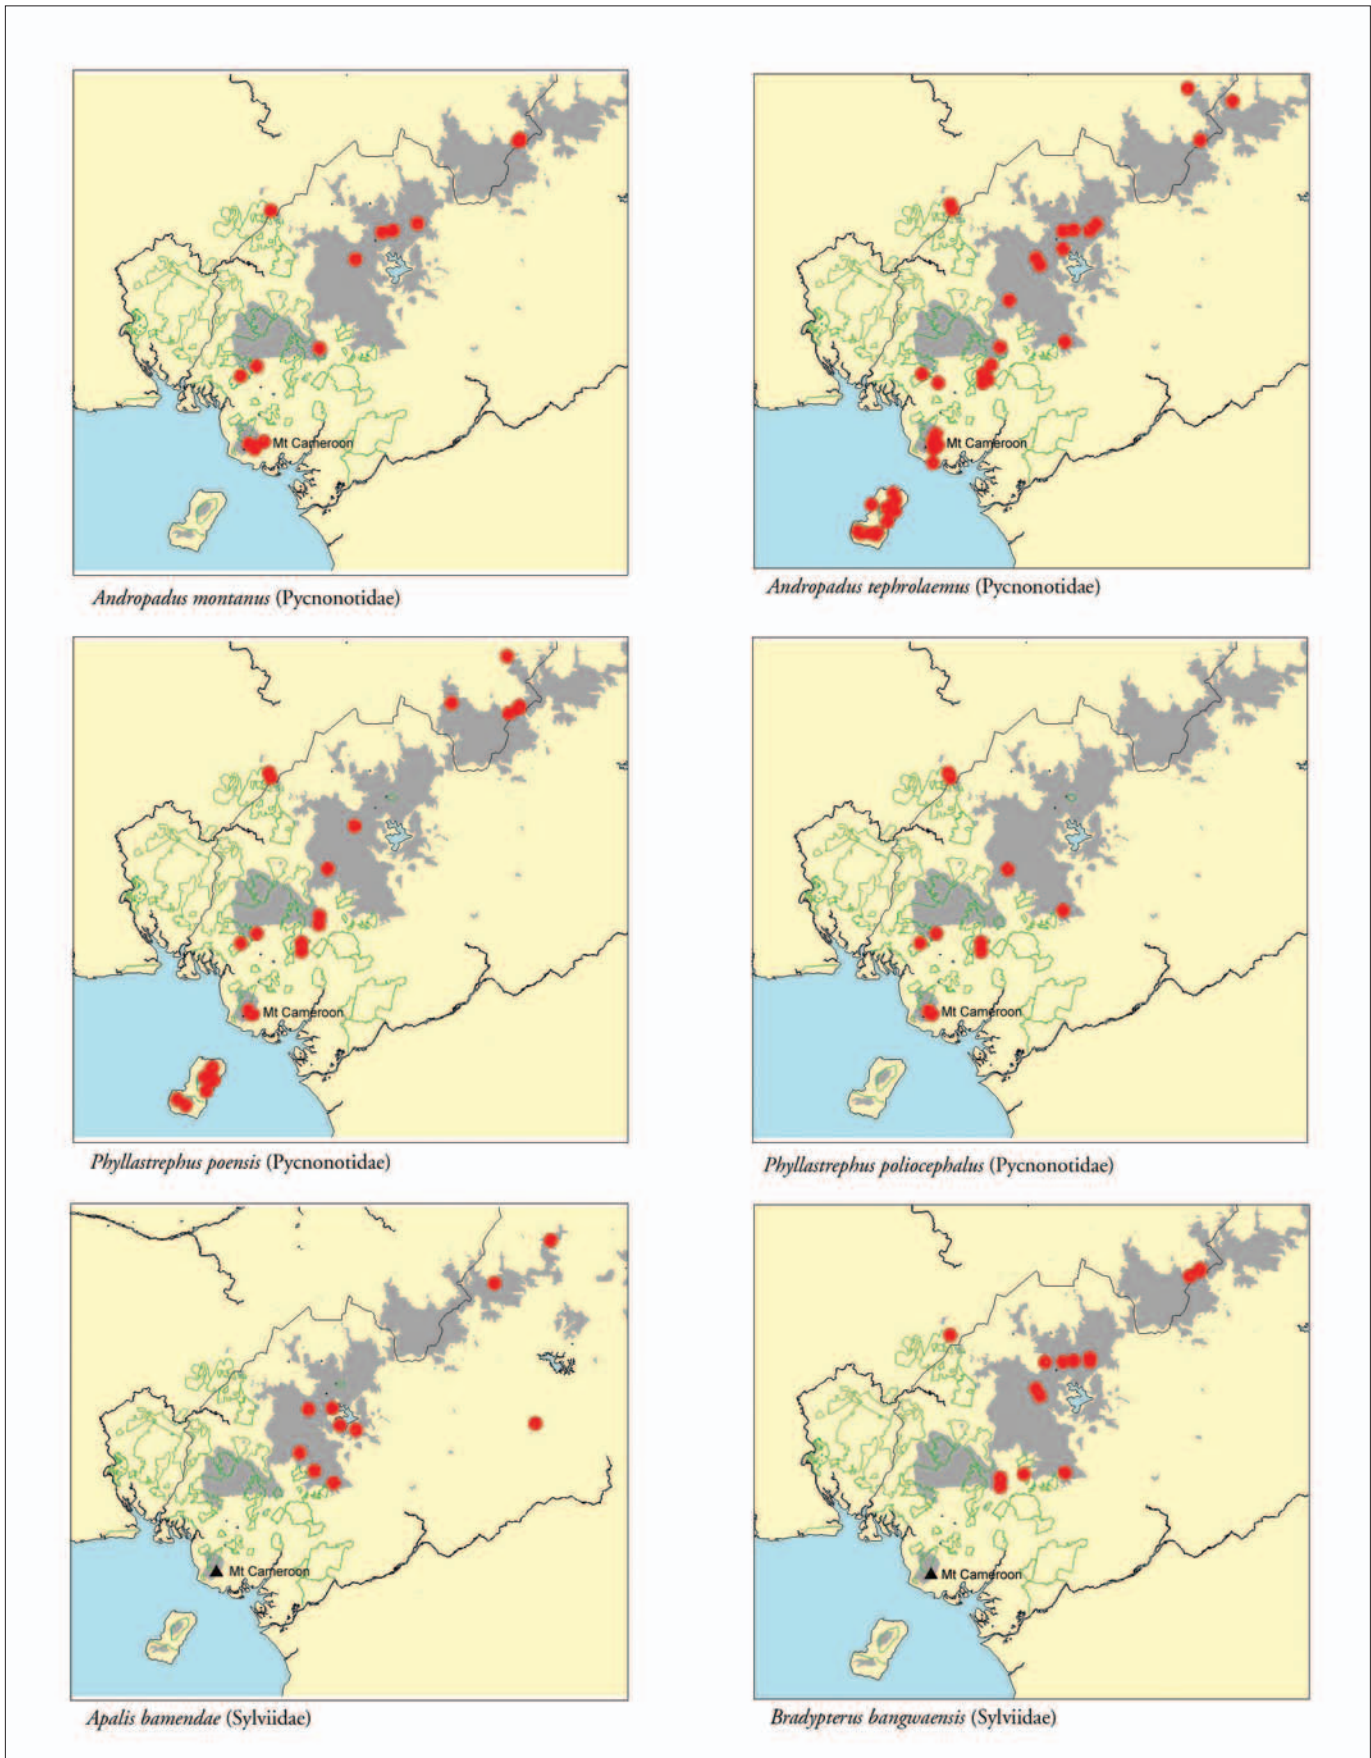 Mt Cameroon
Mt Cameroon
Andropadus montanus (Pycnonotidae)
Andropadus tephrolaemus (Pycnonotidae)
Mt Cameroon
Mt Cameroon
Phyllastrephus poensis (Pycnonotidae)
Phyllastrephus poliocephalus (Pycnonotidae)
Mt Cameroon
Mt Cameroon
Apalis bamendae (Sylviidae)
Bradypterus bangwaensis (Sylviidae)